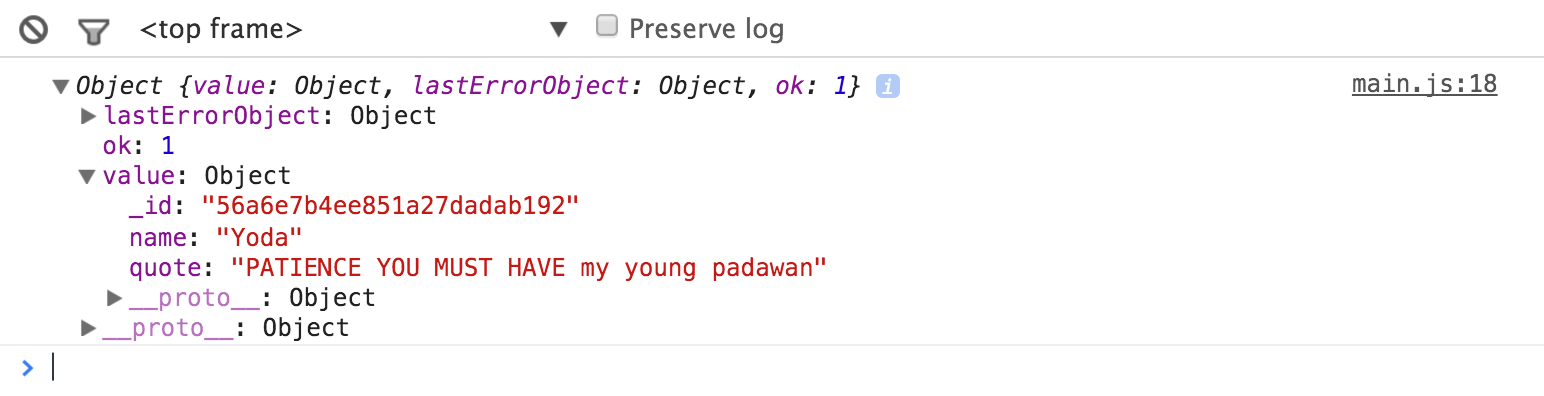 <top frame> ▼ Preserve log
▼Object {value: Object, lastErrorObject: Object, ok: 1} i main.js:18
▶lastErrorObject: Object
ok: 1
▼value: Object
_id: "56a6e7b4ee851a27dadab192"
name: "Yoda"
quote: "PATIENCE YOU MUST HAVE my young padawan"
▶__proto__: Object
▶__proto__: Object
>